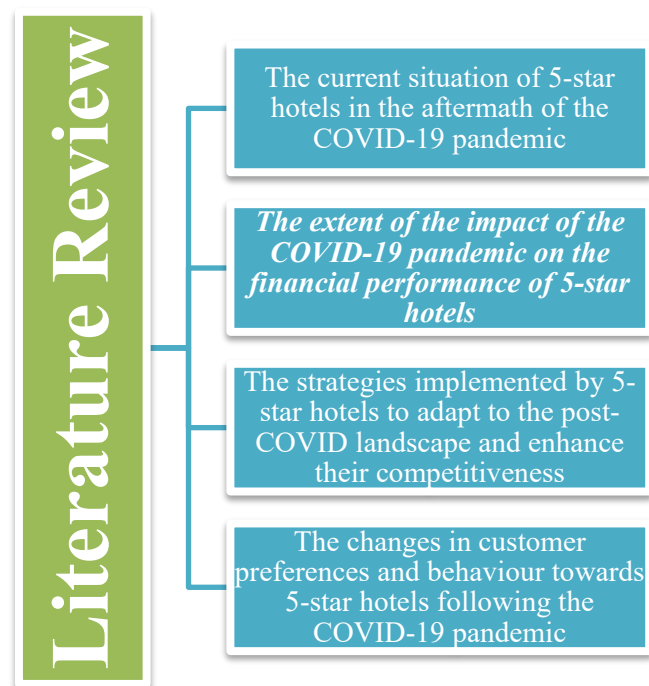 Literature Review
The current situation of 5-star
hotels in the aftermath of the
COVID-19 pandemic
The extent of the impact of the
COVID-19 pandemic on the
financial performance of 5-star
hotels
The strategies implemented by 5-
star hotels to adapt to the post-
COVID landscape and enhance
their competitiveness
The changes in customer
preferences and behaviour towards
5-star hotels following the
COVID-19 pandemic